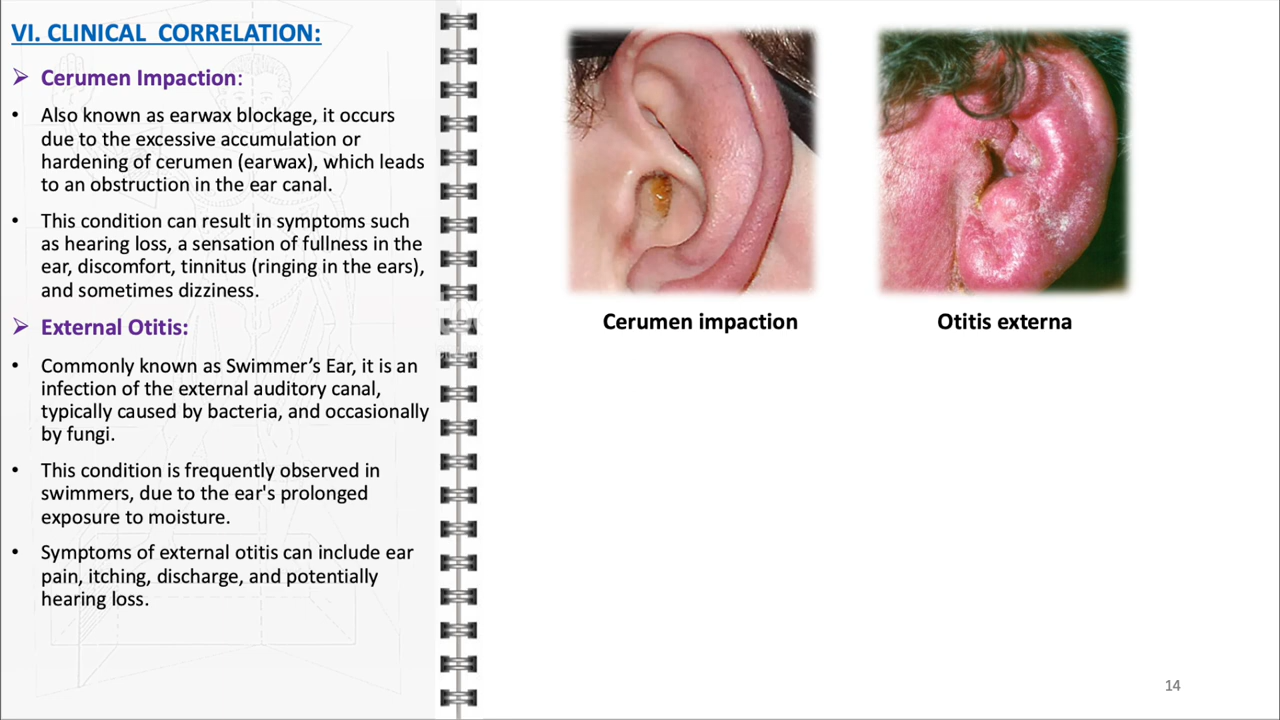 VI. CLINICAL CORRELATION:
➢ Cerumen Impaction:
• Also known as earwax blockage, it occurs
due to the excessive accumulation or
hardening of cerumen (earwax), which leads
to an obstruction in the ear canal.
• This condition can result in symptoms such
as hearing loss, a sensation of fullness in the
ear, discomfort, tinnitus (ringing in the ears),
and sometimes dizziness.
➢ External Otitis:
• Commonly known as Swimmer’s Ear, it is an
infection of the external auditory canal,
typically caused by bacteria, and occasionally
by fungi.
• This condition is frequently observed in
swimmers, due to the ear's prolonged
exposure to moisture.
• Symptoms of external otitis can include ear
pain, itching, discharge, and potentially
hearing loss.
Cerumen impaction
Otitis externa
14